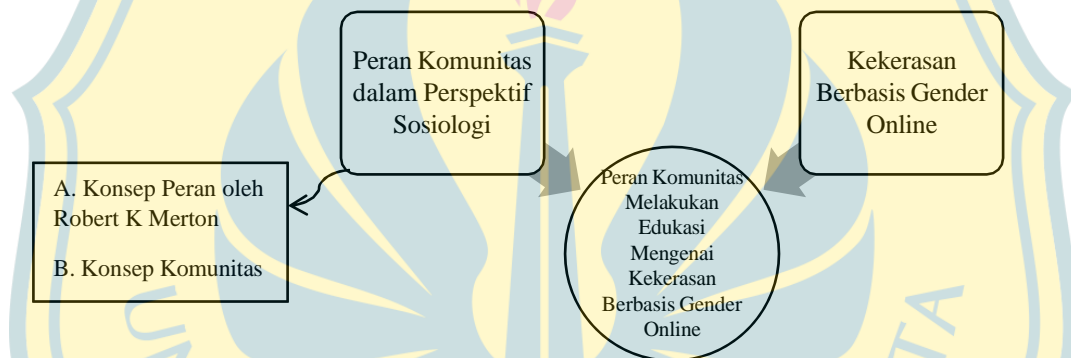 Peran Komunitas
dalam Perspektif
Sosiologi
Kekerasan
Berbasis Gender
Online
A. Konsep Peran oleh
Robert K Merton
B. Konsep Komunitas
Peran Komunitas
Melakukan
Edukasi
Mengenai
Kekerasan
Berbasis Gender
Online